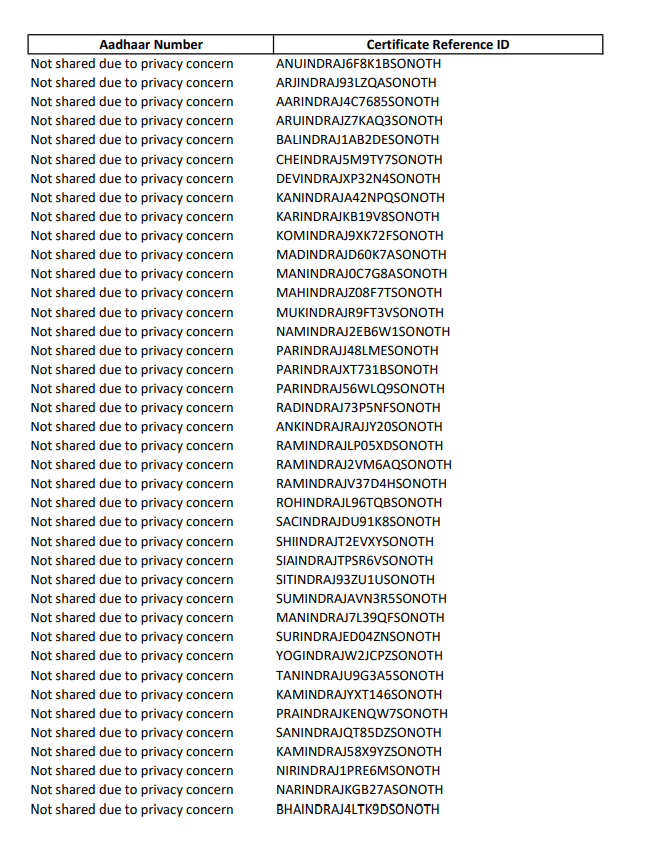 Aadhaar Number Certificate Reference ID
Not shared due to privacy concern ANUINDRAJ6F8K1BSONOTH
Not shared due to privacy concern ARJINDRAJ93LZQASONOTH
Not shared due to privacy concern AARINDRAJ4C7685SONOTH
Not shared due to privacy concern ARUINDRAJZ7KAQ3SONOTH
Not shared due to privacy concern BALINDRAJ1AB2DESONOTH
Not shared due to privacy concern CHEINDRAJ5M9TY7SONOTH
Not shared due to privacy concern DEVINDRAJXP32N4SONOTH
Not shared due to privacy concern KANINDRAJA42NPQSONOTH
Not shared due to privacy concern KARINDRAJKB19V8SONOTH
Not shared due to privacy concern KOMINDRAJ9XK72FSONOTH
Not shared due to privacy concern MADINDRAJD60K7ASONOTH
Not shared due to privacy concern MANINDRAJ0C7G8ASONOTH
Not shared due to privacy concern MAHINDRAJZ08F7TSONOTH
Not shared due to privacy concern MUKINDRAJR9FT3VSONOTH
Not shared due to privacy concern NAMINDRAJ2EB6W1SONOTH
Not shared due to privacy concern PARINDRAJJ48LMESONOTH
Not shared due to privacy concern PARINDRAJXT731BSONOTH
Not shared due to privacy concern PARINDRAJ56WLQ9SONOTH
Not shared due to privacy concern RADINDRAJ73P5NFSONOTH
Not shared due to privacy concern ANKINDRAJRAJJY20SONOTH
Not shared due to privacy concern RAMINDRAJLP05XDSONOTH
Not shared due to privacy concern RAMINDRAJ2VM6AQSONOTH
Not shared due to privacy concern RAMINDRAJV37D4HSONOTH
Not shared due to privacy concern ROHINDRAJL96TQBSONOTH
Not shared due to privacy concern SACINDRAJDU91K8SONOTH
Not shared due to privacy concern SHIINDRAJT2EVXYSONOTH
Not shared due to privacy concern SIAINDRAJTPSR6VSONOTH
Not shared due to privacy concern SITINDRAJ93ZU1USONOTH
Not shared due to privacy concern SUMINDRAJAVN3R5SONOTH
Not shared due to privacy concern MANINDRAJ7L39QFSONOTH
Not shared due to privacy concern SURINDRAJED04ZNSONOTH
Not shared due to privacy concern YOGINDRAJW2JCPZSONOTH
Not shared due to privacy concern TANINDRAJU9G3A5SONOTH
Not shared due to privacy concern KAMINDRAJYXT146SONOTH
Not shared due to privacy concern PRAINDRAJKENQW7SONOTH
Not shared due to privacy concern SANINDRAJQT85DZSONOTH
Not shared due to privacy concern KAMINDRAJ58X9YZSONOTH
Not shared due to privacy concern NIRINDRAJ1PRE6MSONOTH
Not shared due to privacy concern NARINDRAJKGB27ASONOTH
Not shared due to privacy concern BHAINDRAJ4LTK9DSONOTH